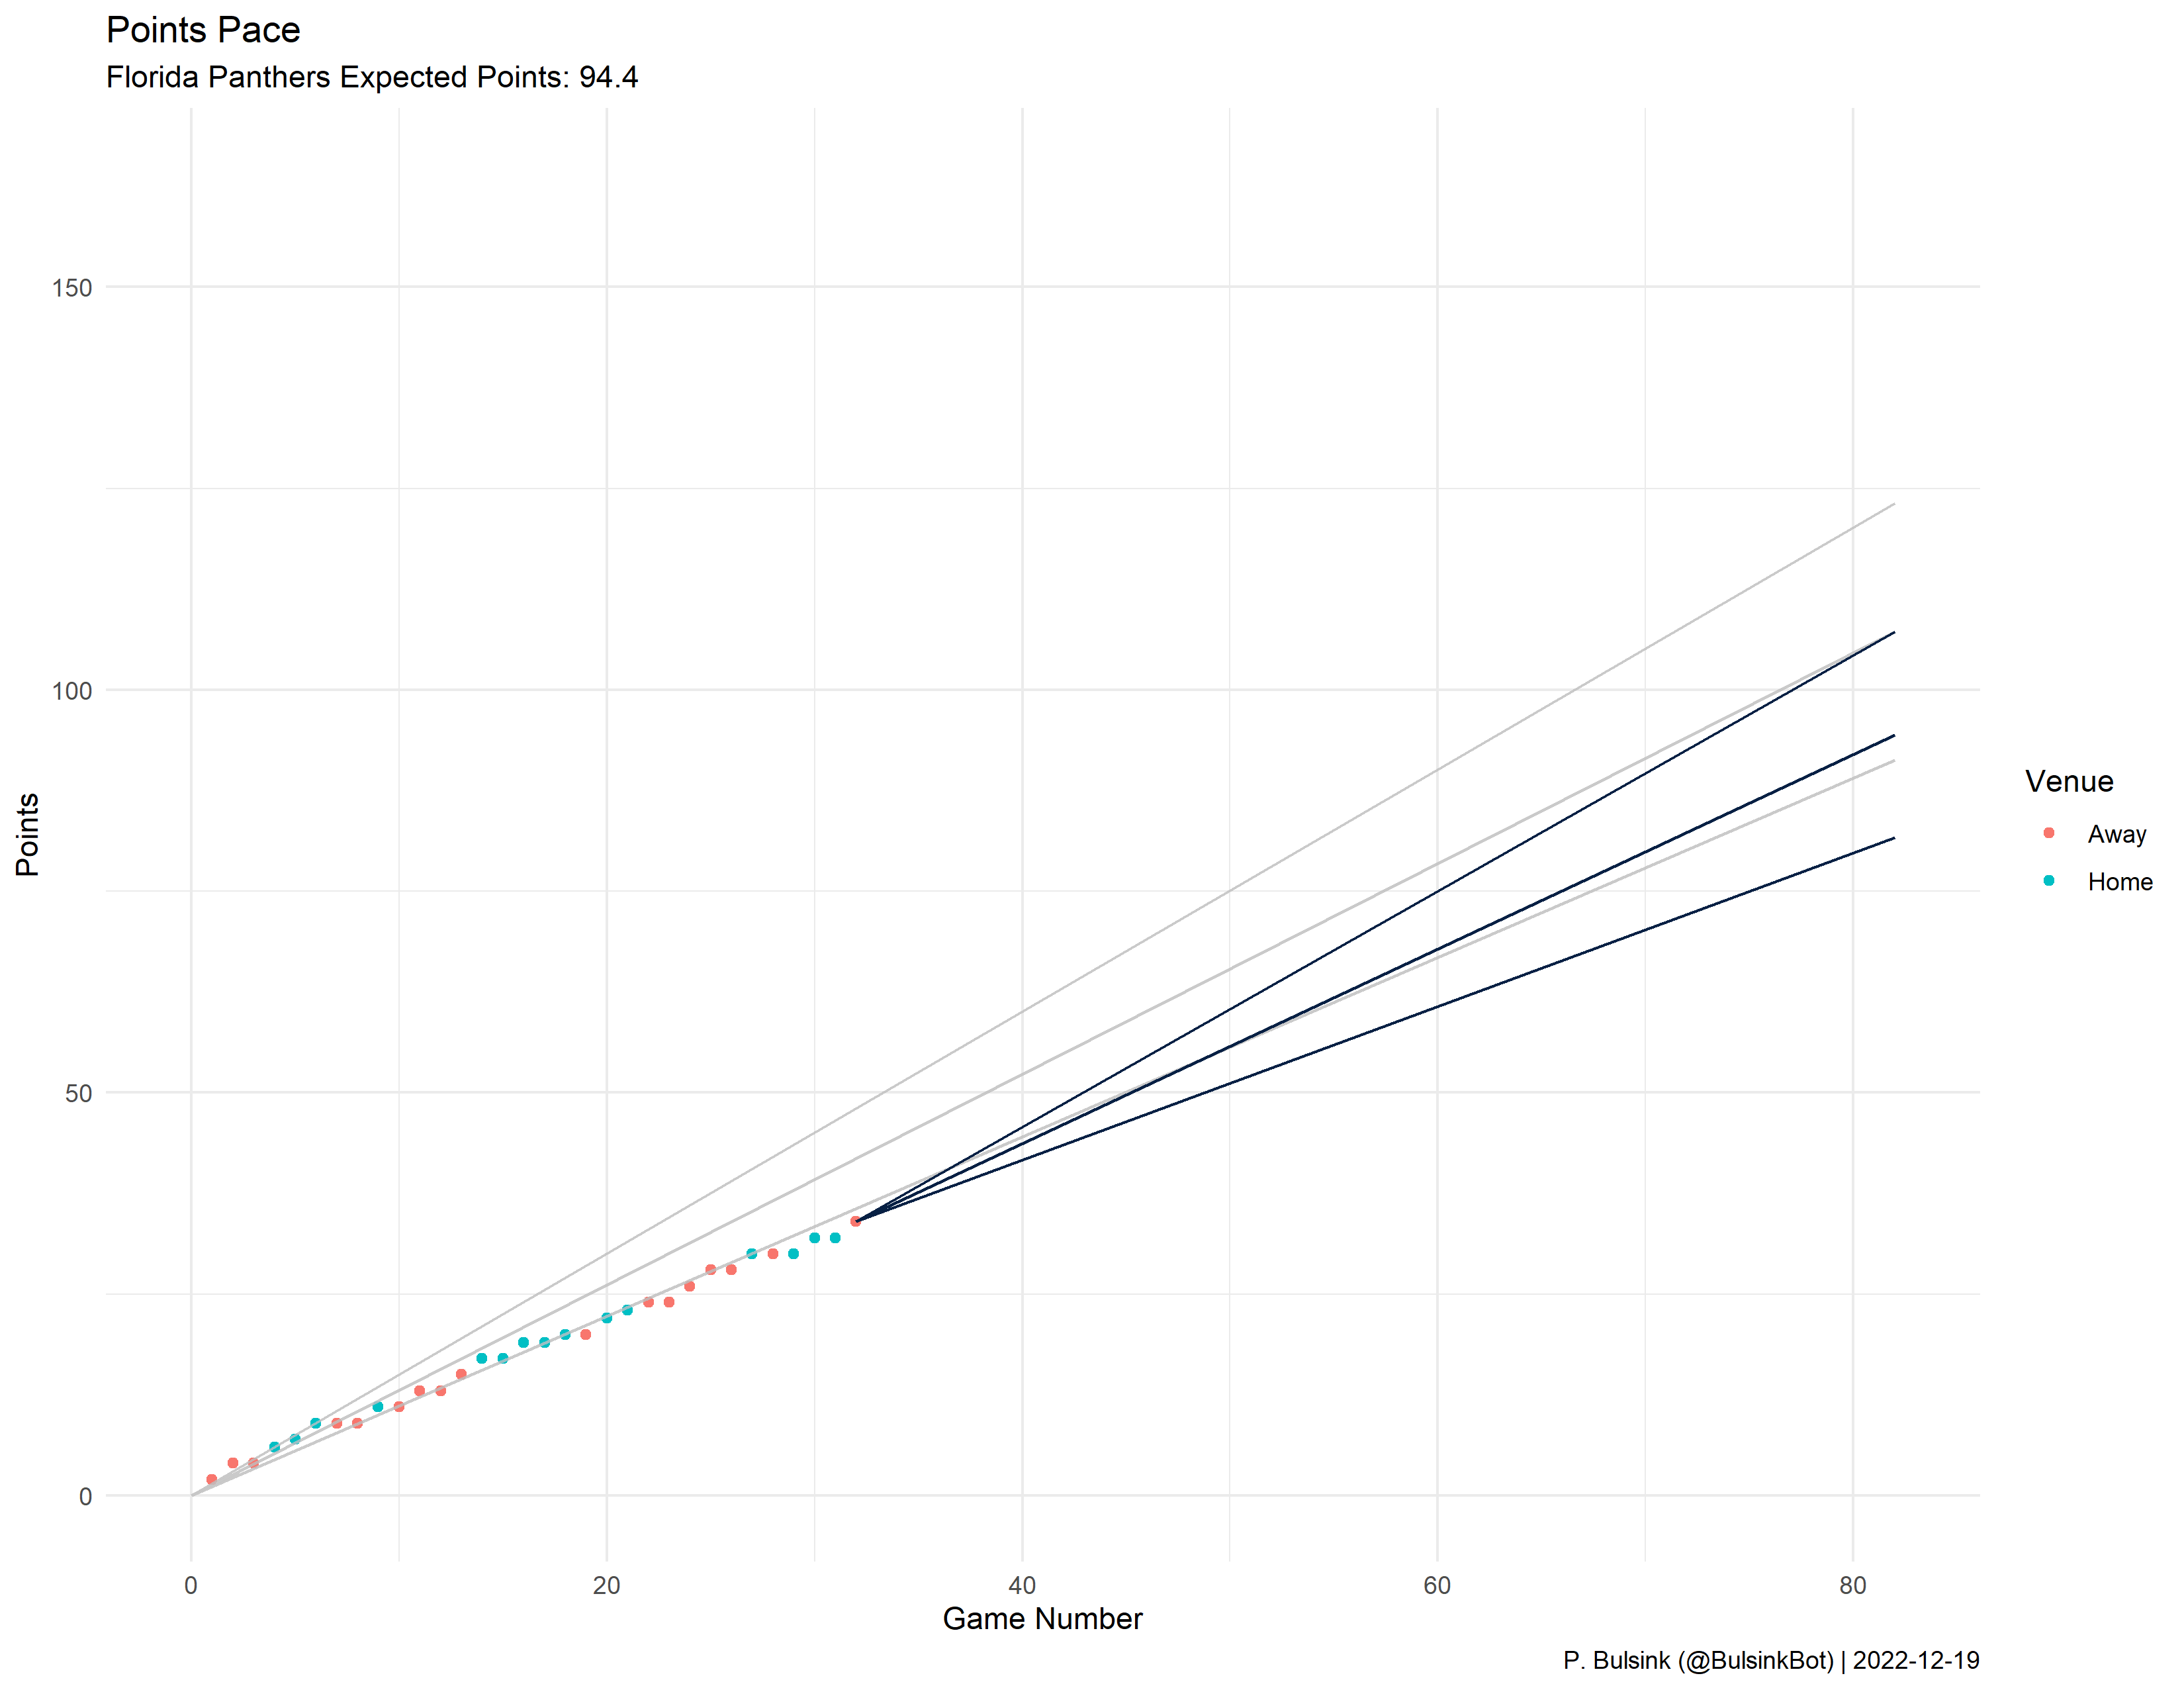 Points Pace
Florida Panthers Expected Points: 94.4
150
100
50
0
Points
0 20 40 60 80
Game Number
Venue
Away
Home
P. Bulsink (@BulsinkBot) | 2022-12-19